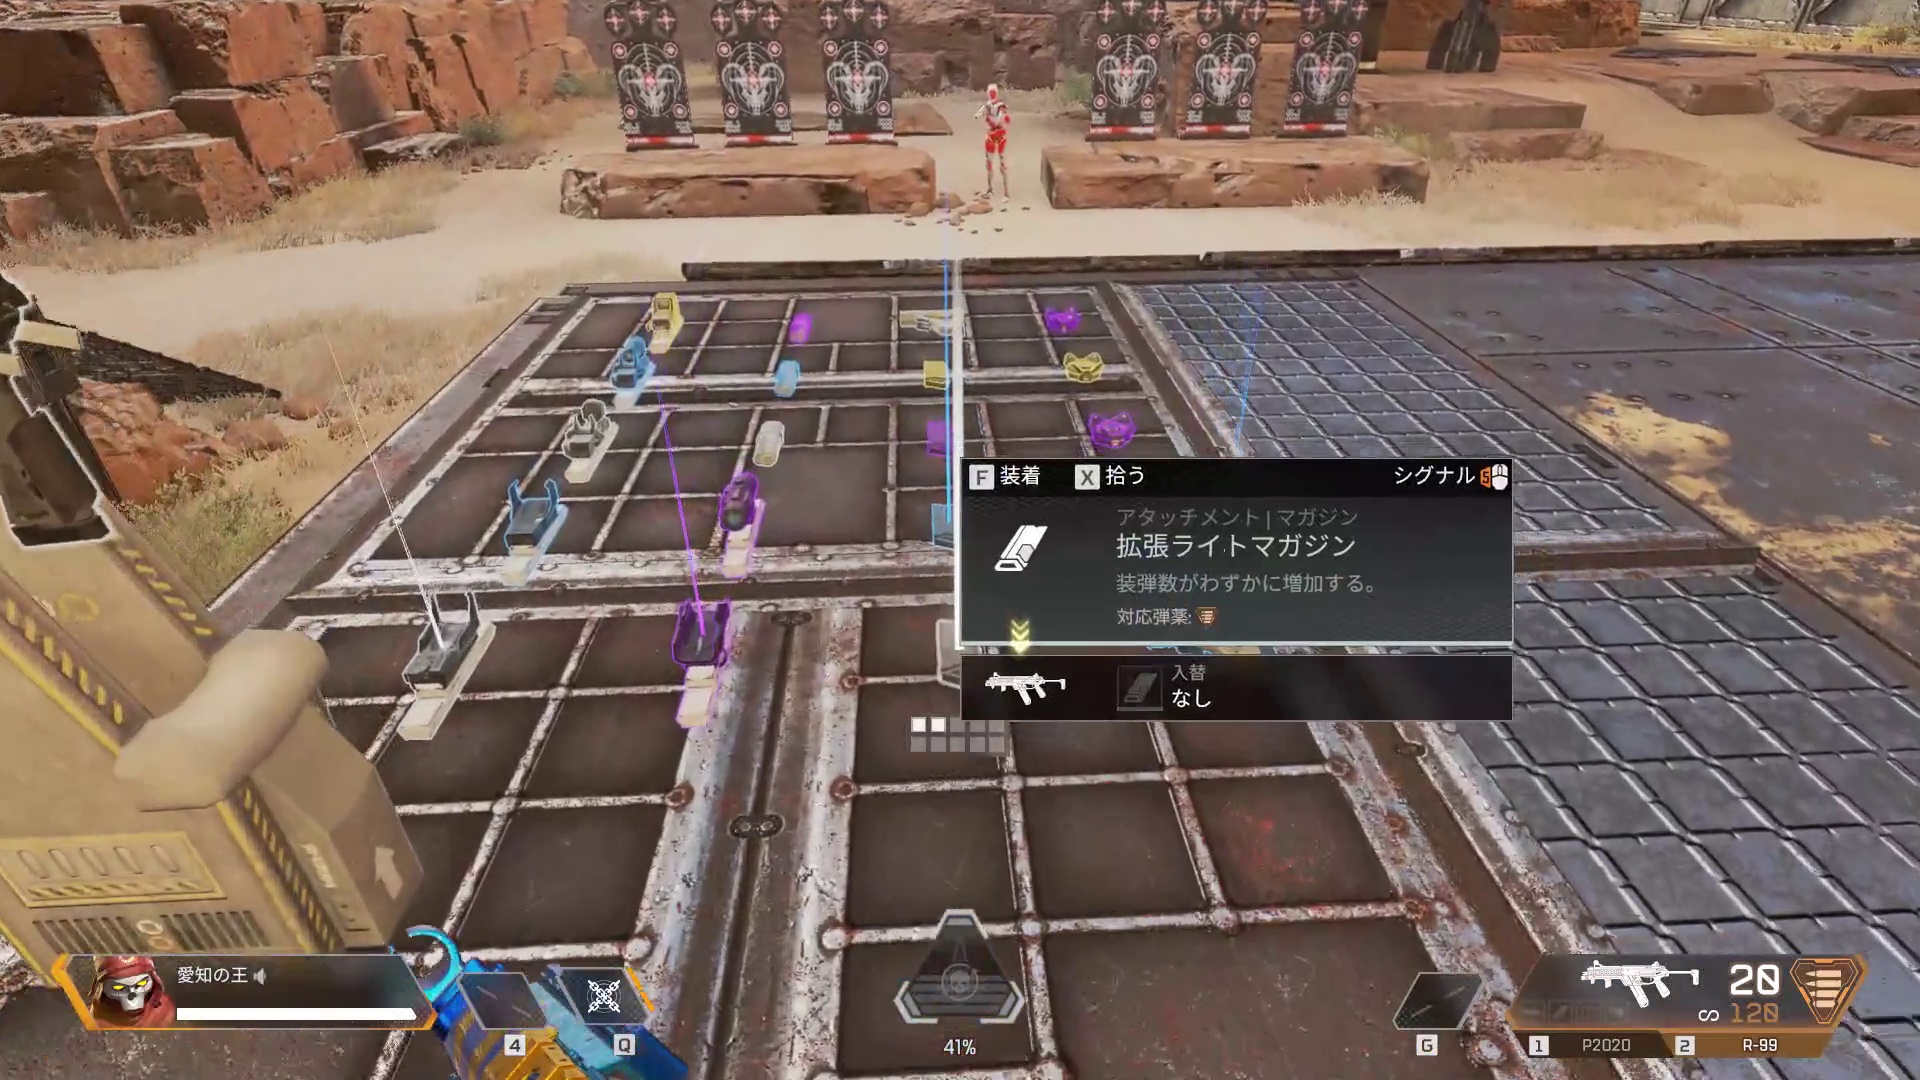 F 装着 X 拾う シグナル 5
アタッチメント | マガジン
拡張ライトマガジン
装弾数がわずかに増加する。
対応弾薬:
入替
なし
愛知の王
4
Q
41%
G
20
∞ 120
1 P2020 2 R-99